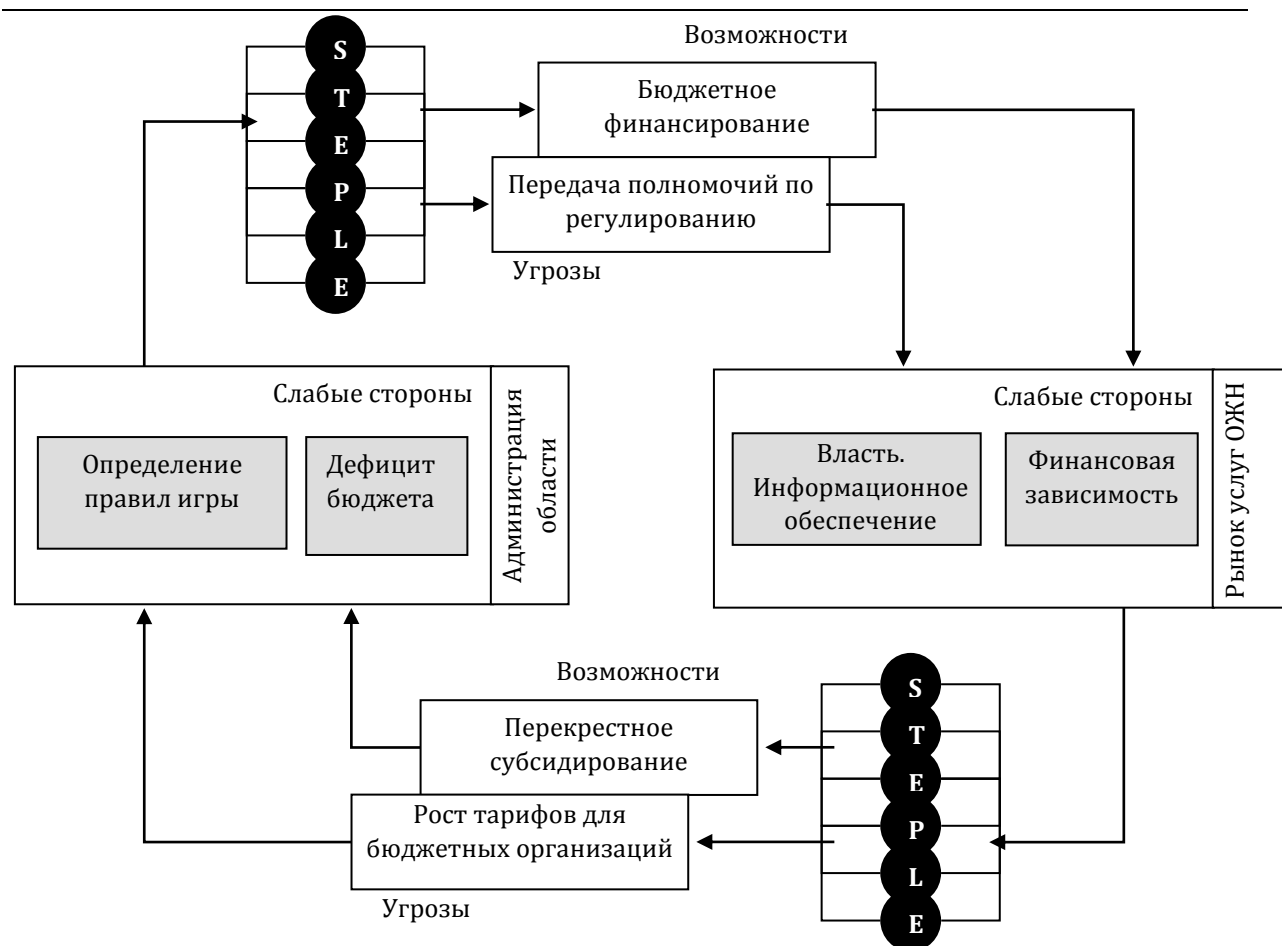 Возможности
S
T
E
P
L
E
Бюджетное
финансирование
Передача полномочий по
регулированию
Угрозы
Слабые стороны
Определение
правил игры
Дефицит
бюджета
Администрация
области
Слабые стороны
Власть.
Информационное
обеспечение
Финансовая
зависимость
Рынок услуг ОЖН
Возможности
Перекрестное
субсидирование
Рост тарифов для
бюджетных организаций
Угрозы
S
T
E
P
L
E